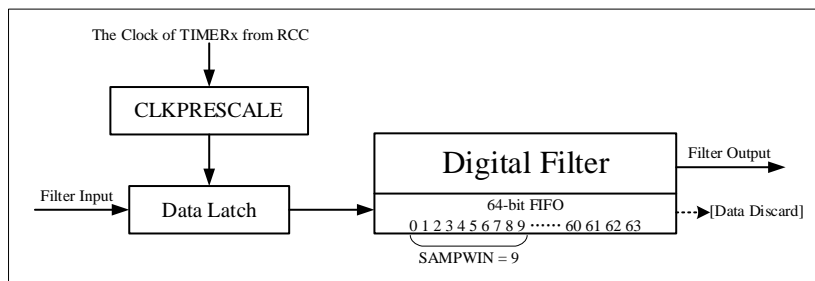 The Clock of TIMERx from RCC
CLKPRESCALE
Filter Input
Data Latch
Digital Filter
Filter Output
64-bit FIFO
[Data Discard]
0 1 2 3 4 5 6 7 8 9 ······ 60 61 62 63
SAMPWIN = 9